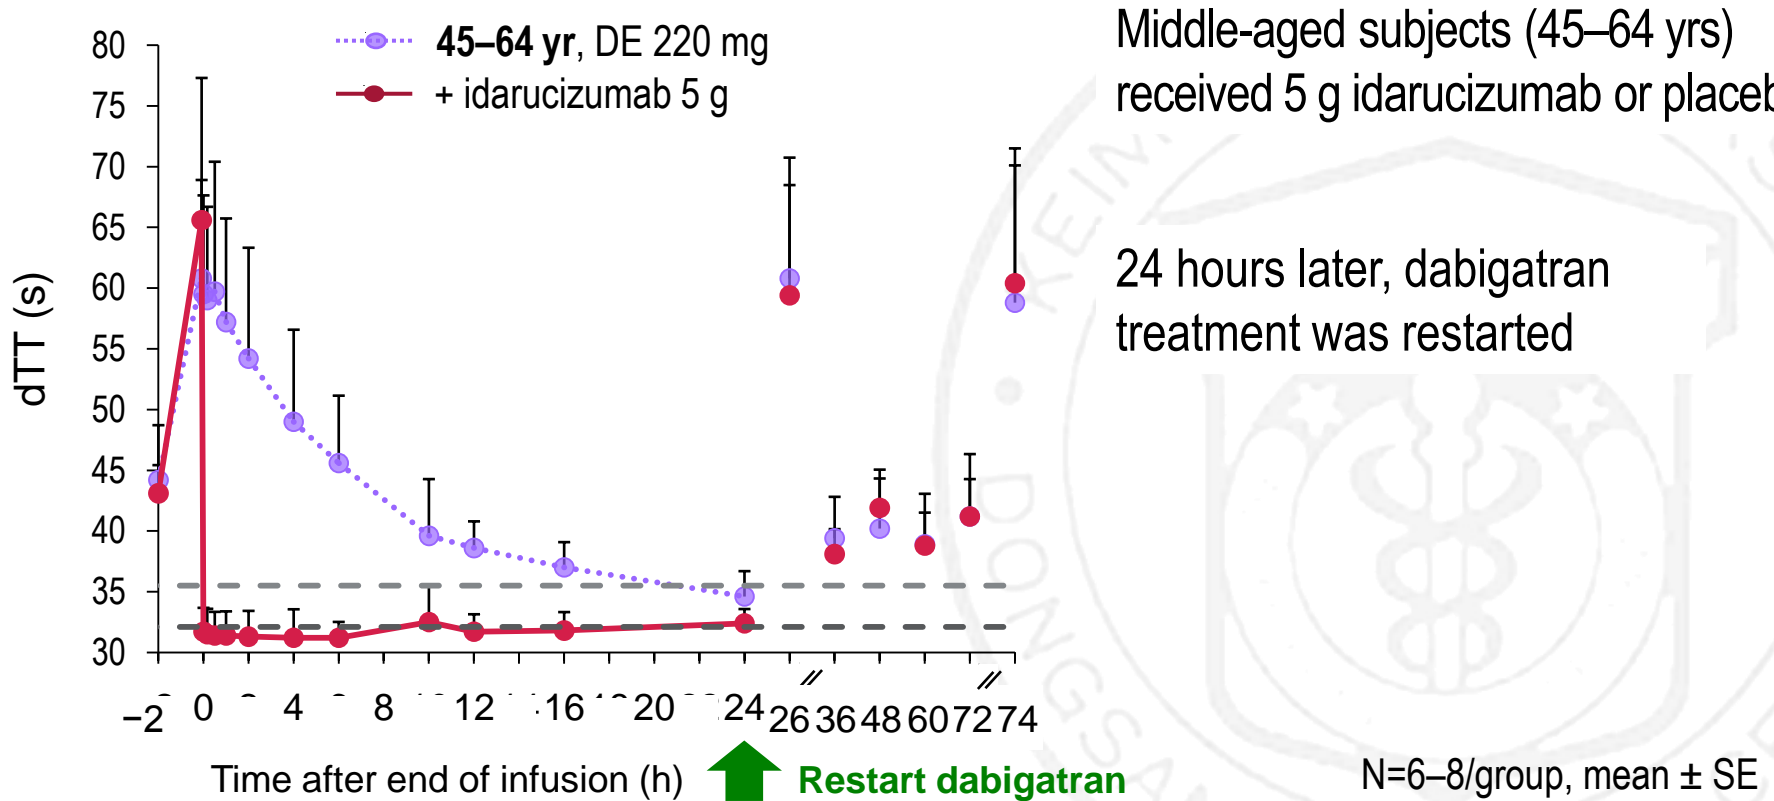 45–64 yr, DE 220 mg
+ idarucizumab 5 g
Middle-aged subjects (45–64 yrs)
received 5 g idarucizumab or
24 hours later, dabigatran
treatment was restarted
dTT (s)
80
75
70
65
60
55
50
45
40
35
30
−2 0 4 8 12 16 20 24 26 36 48 60 72 74
Time after end of infusion (h)
Restart dabigatran
N=6–8/group, mean ± SE
DONGSAN